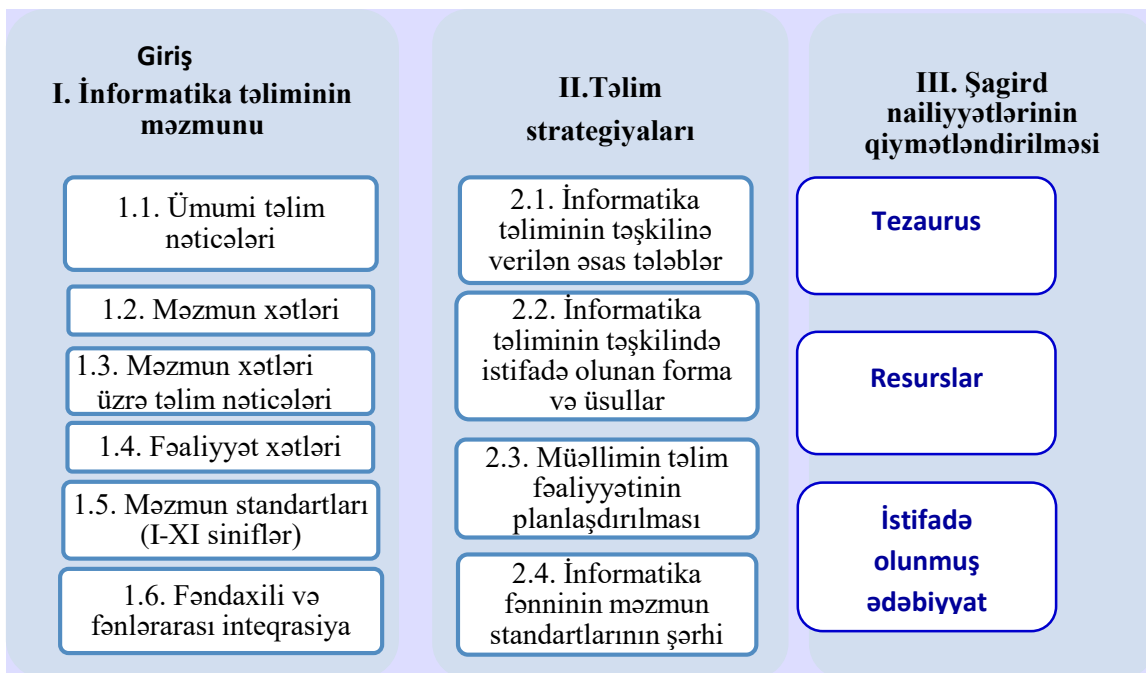 Giriş
I. İnformatika təliminin
məzmunu
1.1. Ümumi təlim
nəticələri
1.2. Məzmun xətləri
1.3. Məzmun xətləri
üzrə təlim nəticələri
1.4. Fəaliyyət xətləri
1.5. Məzmun standartları
(I-XI siniflər)
1.6. Fəndaxili və
fənlərarası inteqrasiya
II.Təlim
strategiyaları
2.1. İnformatika
təliminin təşkilinə
verilən əsas tələblər
2.2. İnformatika
təliminin təşkilində
istifadə olunan forma
və üsullar
2.3. Müəllimin təlim
fəaliyyətinin
planlaşdırılması
2.4. İnformatika
fənninin məzmun
standartlarının şərhi
III. Şagird
nailiyyətlərinin
qiymətləndirilməsi
Tezaurus
Resurslar
İstifadə
olunmuş
ədəbiyyat